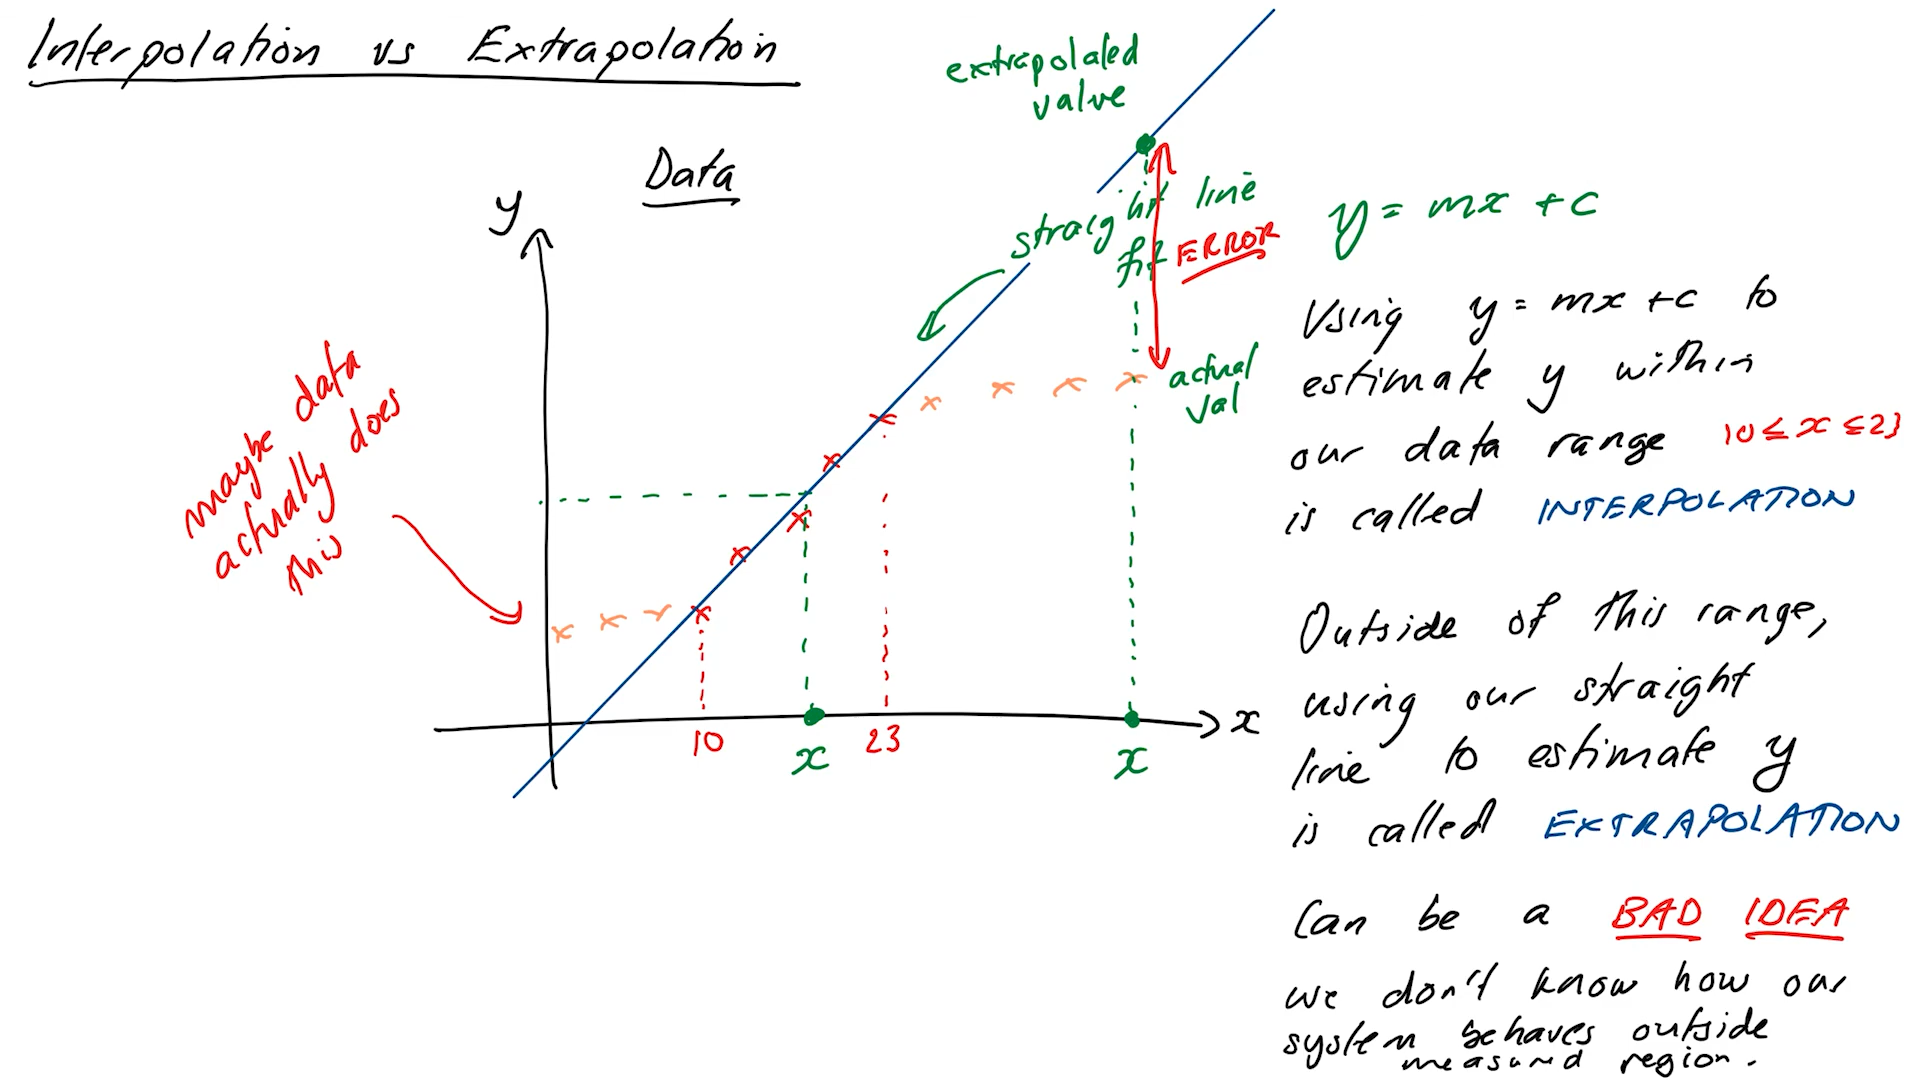 Interpolation vs Extrapolation
Data
y
extrapolated
value
straight line
fit
ERROR
actual
val
maybe data
actually does
this
10
x
23
x
x
y = mx + c
Using y = mx + c to
estimate y within
our data range 10 ≤ x ≤ 23
is called INTERPOLATION
Outside of this range,
using our straight
line to estimate y
is called EXTRAPOLATION
Can be a BAD IDEA
we don't know how our
system behaves outside
measured region.